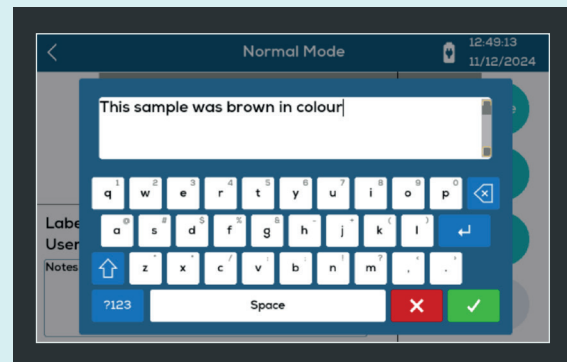 Normal Mode
12:49:13
11/12/2024
This sample was brown in colour
q 1 w 2 e 3 r 4 t 5 y 6 u 7 i 8 o 9 p 0
a @ s # d $ f % g & h - j + k ( l )
z x c / v : b ; n ! m ? , .
?123 Space
Labe
User
Notes
e